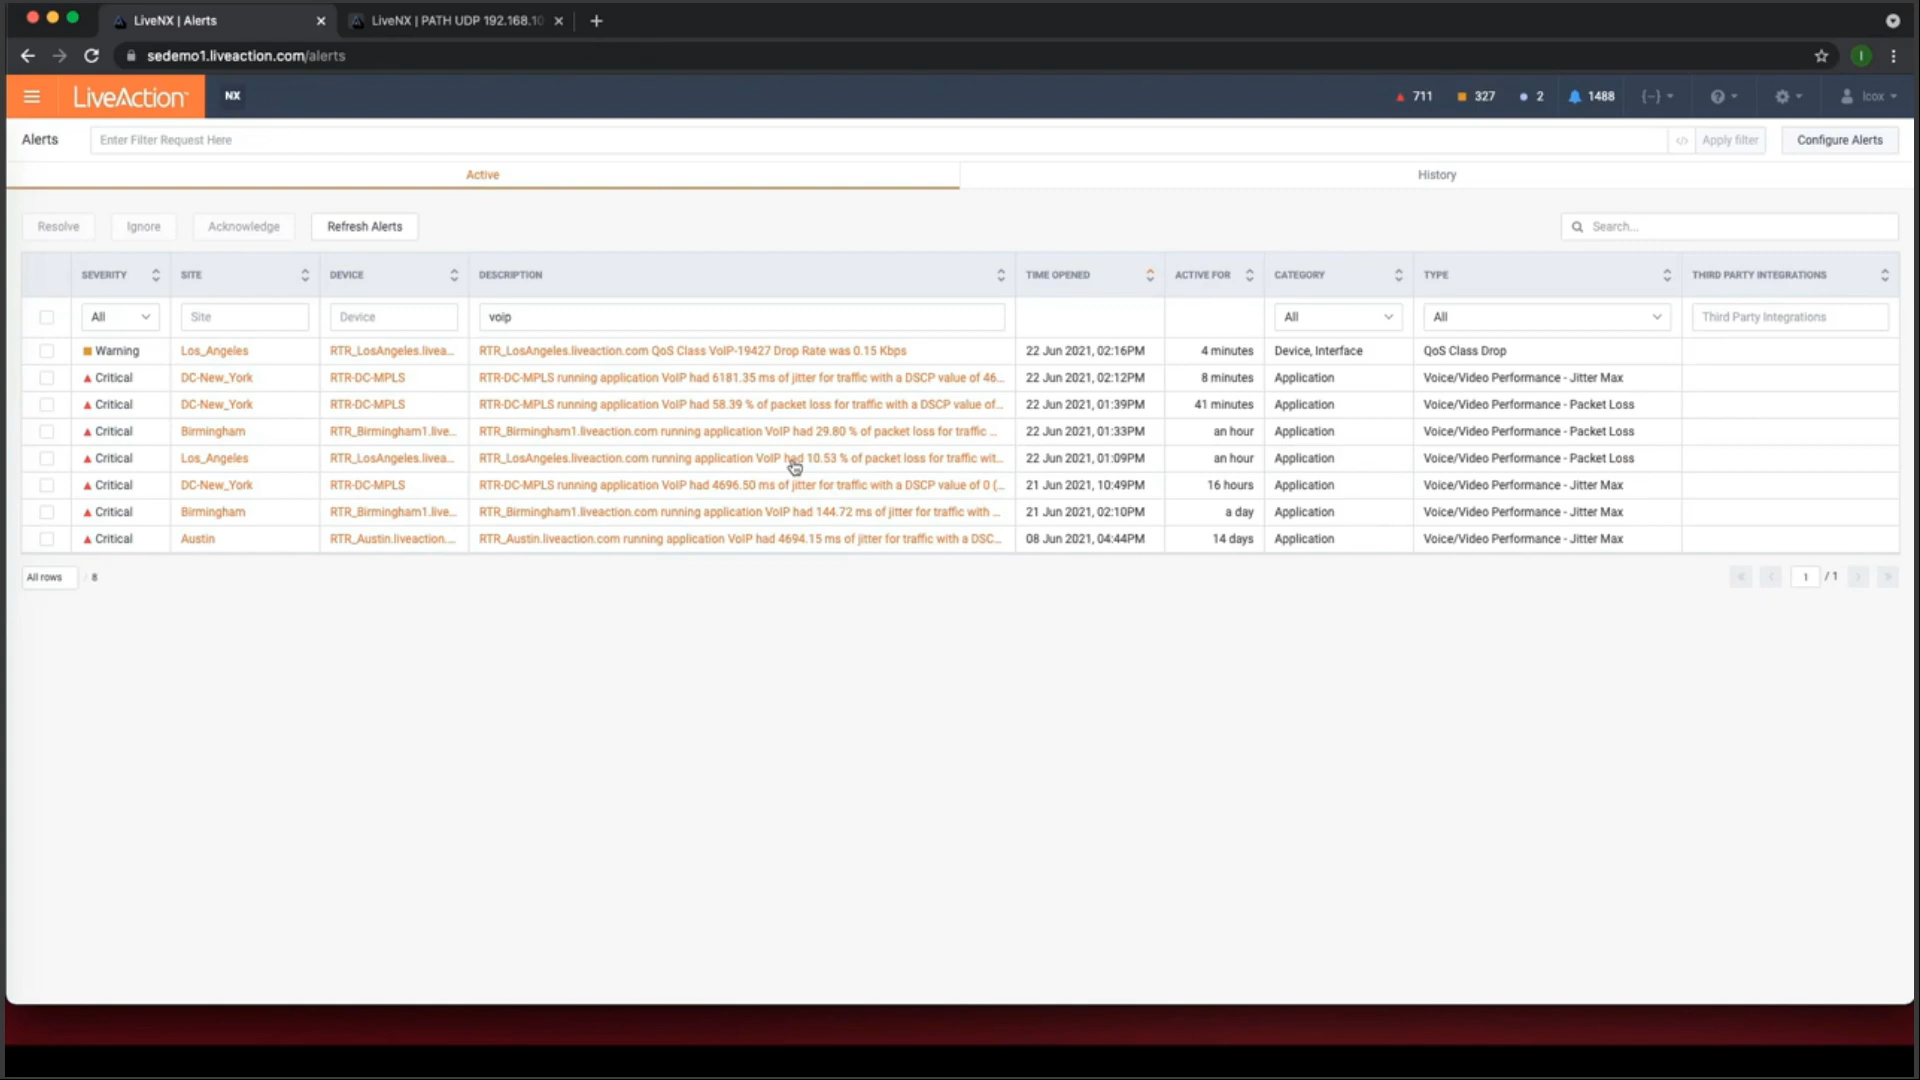 LiveNX | Alerts
LiveNX | PATH UDP 192.168.10
sedemo1.liveaction.com/alerts
LiveAction NX 711 327 2 1488 {--} lcox
Alerts Enter Filter Request Here </> Apply filter Configure Alerts
Active History
Resolve Ignore Acknowledge Refresh Alerts Search...
SEVERITY SITE DEVICE DESCRIPTION TIME OPENED ACTIVE FOR CATEGORY TYPE THIRD PARTY INTEGRATIONS
All Site Device voip All All Third Party Integrations
Warning Los_Angeles RTR_LosAngeles.livea... RTR_LosAngeles.liveaction.com QoS Class VoIP-19427 Drop Rate was 0.15 Kbps 22 Jun 2021, 02:16PM 4 minutes Device, Interface QoS Class Drop
Critical DC-New_York RTR-DC-MPLS RTR-DC-MPLS running application VoIP had 6181.35 ms of jitter for traffic with a DSCP value of 46... 22 Jun 2021, 02:12PM 8 minutes Application Voice/Video Performance - Jitter Max
Critical DC-New_York RTR-DC-MPLS RTR-DC-MPLS running application VoIP had 58.39 % of packet loss for traffic with a DSCP value of... 22 Jun 2021, 01:39PM 41 minutes Application Voice/Video Performance - Packet Loss
Critical Birmingham RTR_Birmingham1.live... RTR_Birmingham1.liveaction.com running application VoIP had 29.80 % of packet loss for traffic ... 22 Jun 2021, 01:33PM an hour Application Voice/Video Performance - Packet Loss
Critical Los_Angeles RTR_LosAngeles.livea... RTR_LosAngeles.liveaction.com running application VoIP had 10.53 % of packet loss for traffic wit... 22 Jun 2021, 01:09PM an hour Application Voice/Video Performance - Packet Loss
Critical DC-New_York RTR-DC-MPLS RTR-DC-MPLS running application VoIP had 4696.50 ms of jitter for traffic with a DSCP value of 0 (... 21 Jun 2021, 10:49PM 16 hours Application Voice/Video Performance - Jitter Max
Critical Birmingham RTR_Birmingham1.live... RTR_Birmingham1.liveaction.com running application VoIP had 144.72 ms of jitter for traffic with ... 21 Jun 2021, 02:10PM a day Application Voice/Video Performance - Jitter Max
Critical Austin RTR_Austin.liveaction.... RTR_Austin.liveaction.com running application VoIP had 4694.15 ms of jitter for traffic with a DSC... 08 Jun 2021, 04:44PM 14 days Application Voice/Video Performance - Jitter Max
All rows / 8 « ‹ 1 / 1 › »